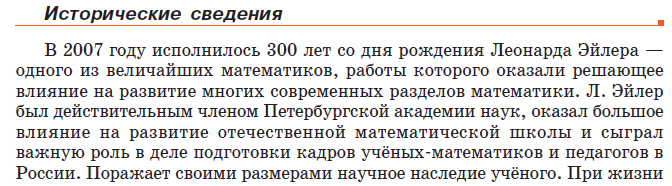 Исторические сведения
В 2007 году исполнилось 300 лет со дня рождения Леонарда Эйлера —
одного из величайших математиков, работы которого оказали решающее
влияние на развитие многих современных разделов математики. Л. Эйлер
был действительным членом Петербургской академии наук, оказал большое
влияние на развитие отечественной математической школы и сыграл
важную роль в деле подготовки кадров учёных-математиков и педагогов в
России. Поражает своими размерами научное наследие учёного. При жизни